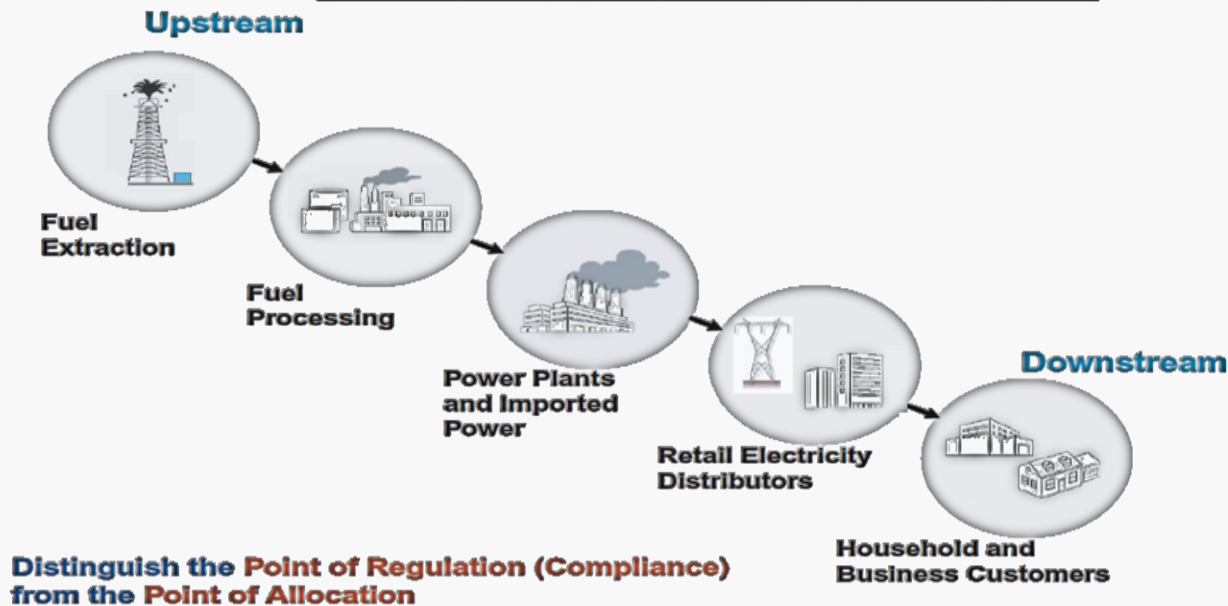 Upstream
Fuel
Extraction
Fuel
Processing
Power Plants
and Imported
Power
Retail Electricity
Distributors
Downstream
Household and
Business Customers
Distinguish the Point of Regulation (Compliance)
from the Point of Allocation